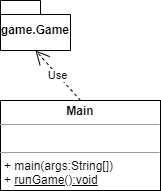 game.Game
Use
Main
+ main(args:String[])
+ runGame():void